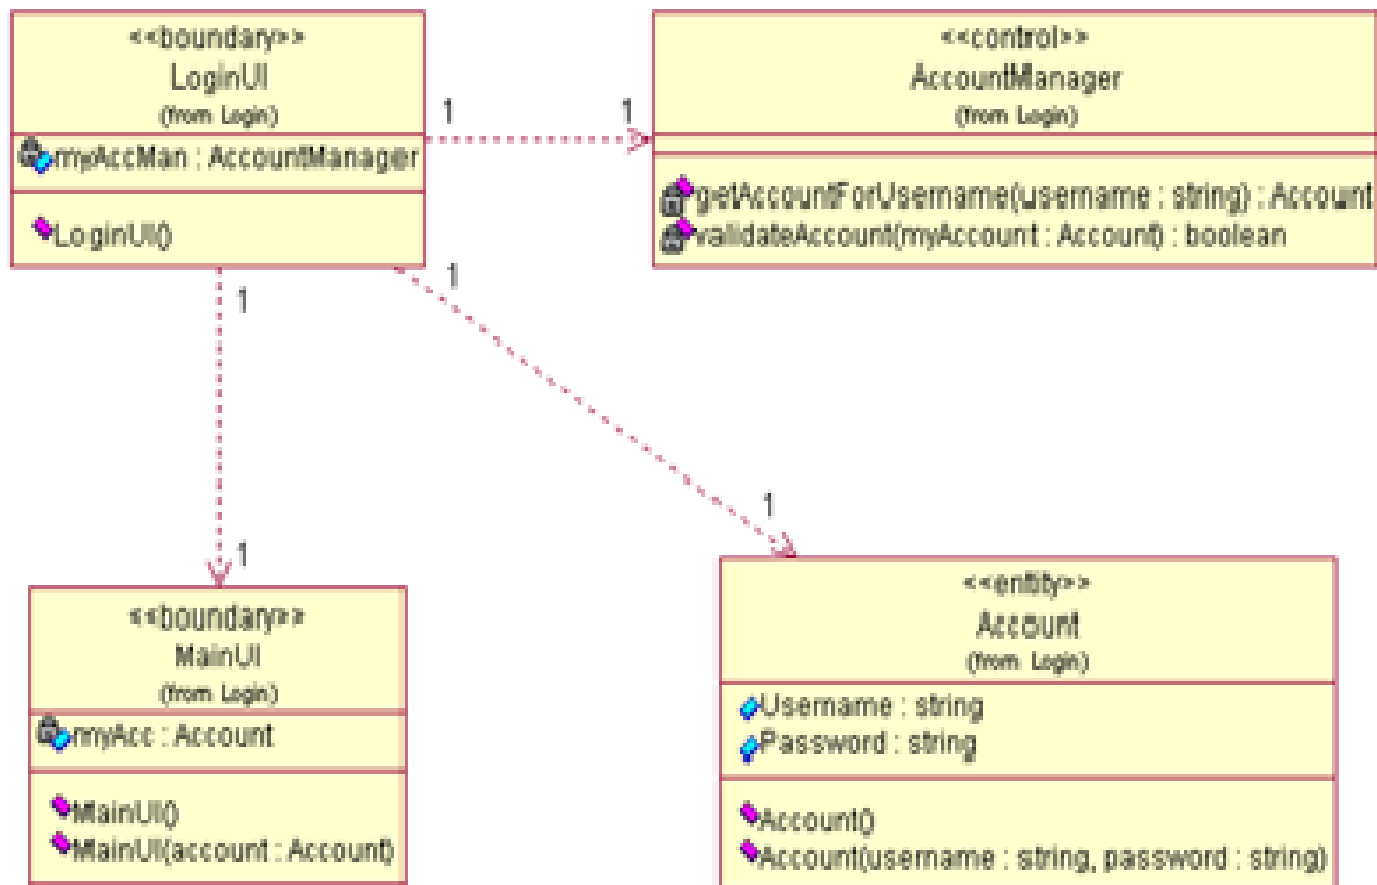 <<boundary>>
LoginUI
(from Login)
myAccMan : AccountManager
LoginUI()
1
1
<<control>>
AccountManager
(from Login)
getAccountForUsername(username : string) : Account
validateAccount(myAccount : Account) : boolean
1
1
1
1
<<boundary>>
MainUI
(from Login)
myAcc : Account
MainUI()
MainUI(account : Account)
<<entity>>
Account
(from Login)
Username : string
Password : string
Account()
Account(username : string, password : string)